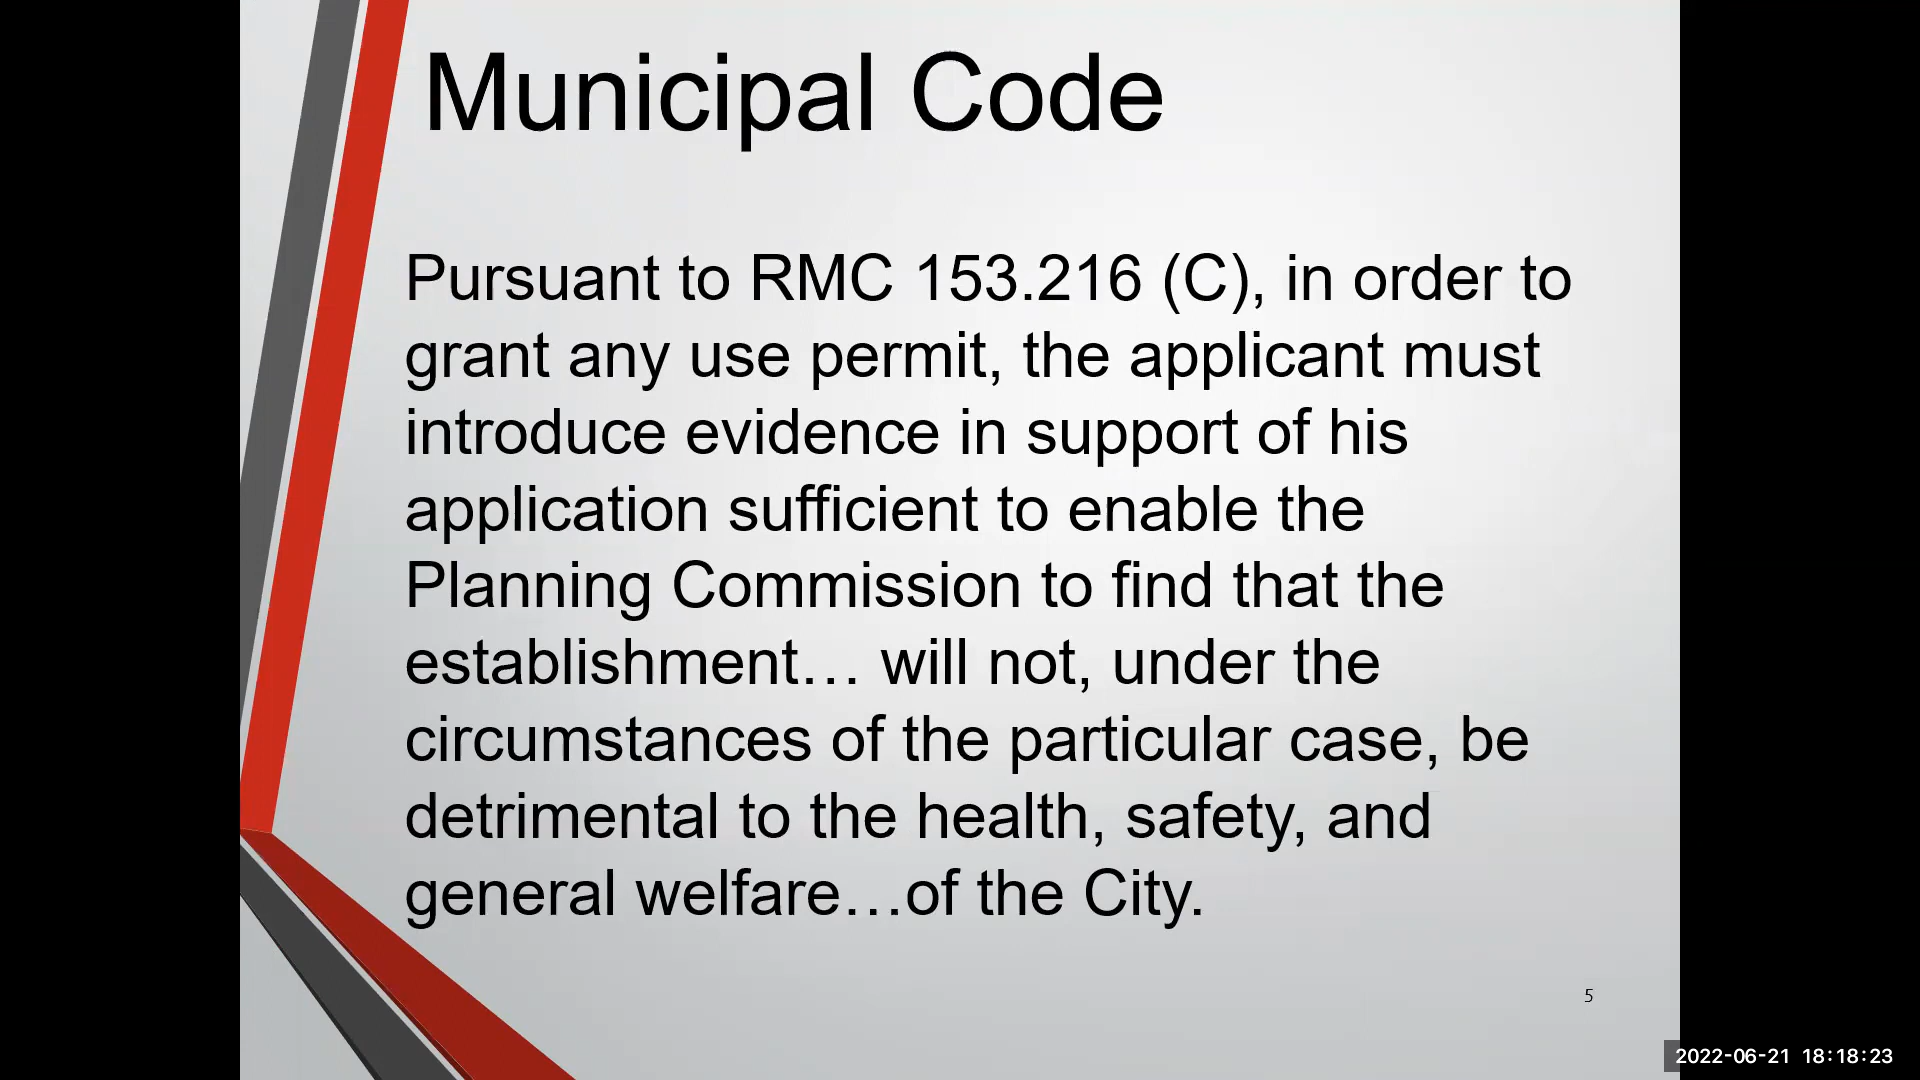 Municipal Code
Pursuant to RMC 153.216 (C), in order to
grant any use permit, the applicant must
introduce evidence in support of his
application sufficient to enable the
Planning Commission to find that the
establishment… will not, under the
circumstances of the particular case, be
detrimental to the health, safety, and
general welfare…of the City.
5
2022-06-21 18:18:23